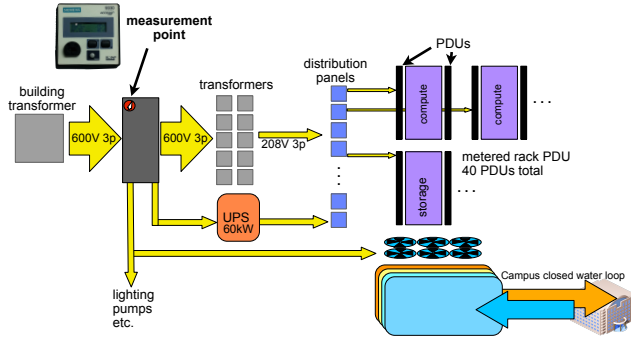 measurement
point
distribution
panels
PDUs
building
transformer
transformers
600V 3p
600V 3p
208V 3p
compute
compute
. . .
metered rack PDU
40 PDUs total
storage
. . .
UPS
60kW
lighting
pumps
etc.
Campus closed water loop